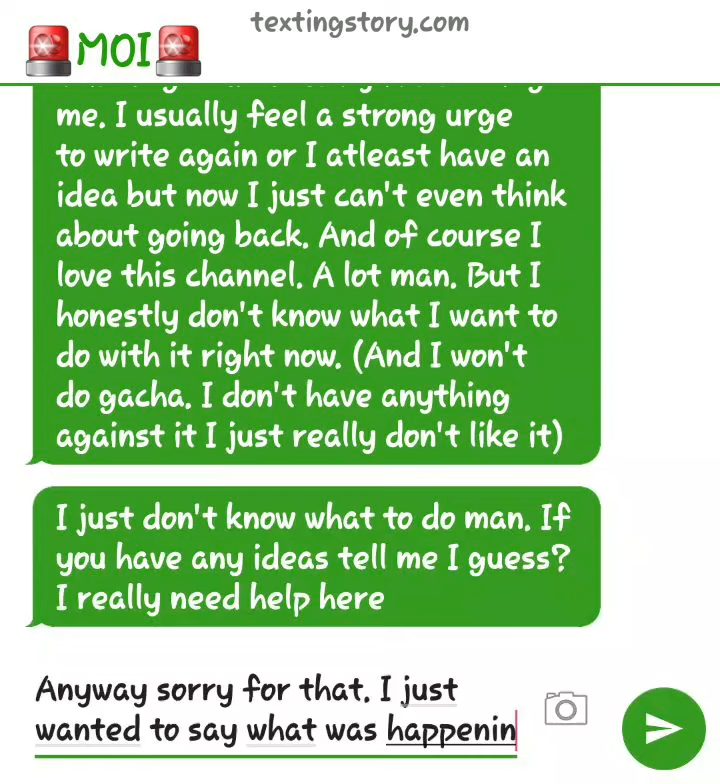 textingstory.com
MOI
me. I usually feel a strong urge
to write again or I atleast have an
idea but now I just can't even think
about going back. And of course I
love this channel. A lot man. But I
honestly don't know what I want to
do with it right now. (And I won't
do gacha. I don't have anything
against it I just really don't like it)
I just don't know what to do man. If
you have any ideas tell me I guess?
I really need help here
Anyway sorry for that. I just
wanted to say what was happenin